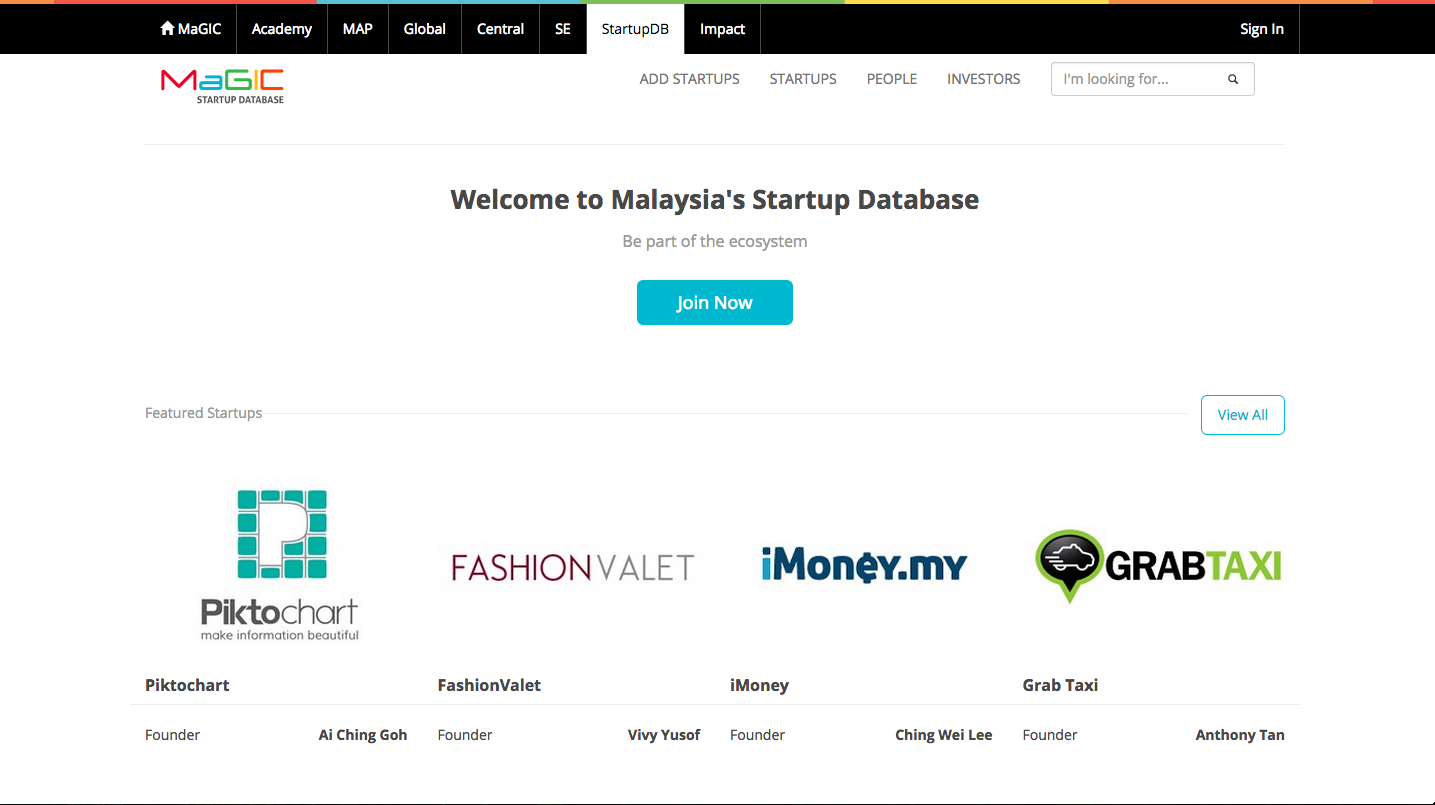 MaGIC Academy MAP Global Central SE StartupDB Impact Sign In
MaGIC
STARTUP DATABASE
ADD STARTUPS STARTUPS PEOPLE INVESTORS I'm looking for...
Welcome to Malaysia's Startup Database
Be part of the ecosystem
Join Now
Featured Startups View All
Piktochart
make information beautiful
FASHIONVALET
iMoney.my
GRABTAXI
Piktochart FashionValet iMoney Grab Taxi
Founder Ai Ching Goh Founder Vivy Yusof Founder Ching Wei Lee Founder Anthony Tan